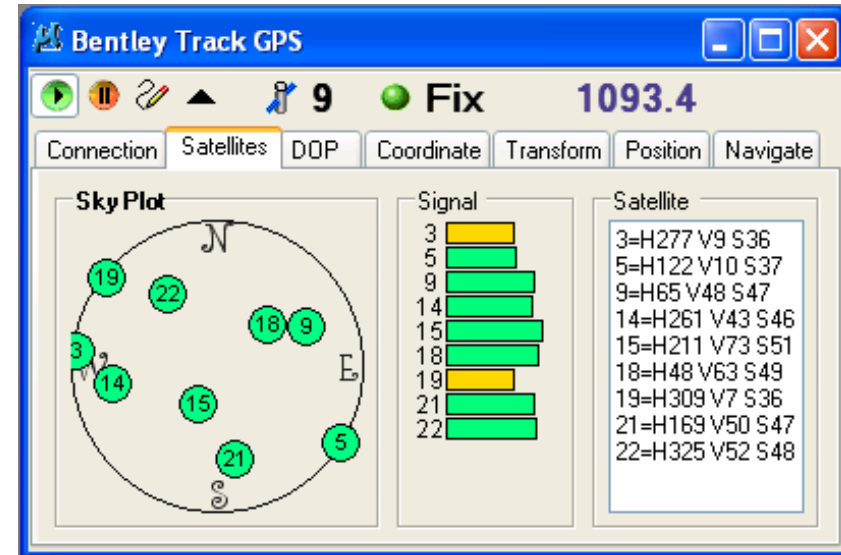 Bentley Track GPS
9 Fix 1093.4
Connection Satellites DOP Coordinate Transform Position Navigate
Sky Plot
N
19
22
18 9
3
W
14
E
15
5
21
S
Signal
3
5
9
14
15
18
19
21
22
Satellite
3=H277 V9 S36
5=H122 V10 S37
9=H65 V48 S47
14=H261 V43 S46
15=H211 V73 S51
18=H48 V63 S49
19=H309 V7 S36
21=H169 V50 S47
22=H325 V52 S48